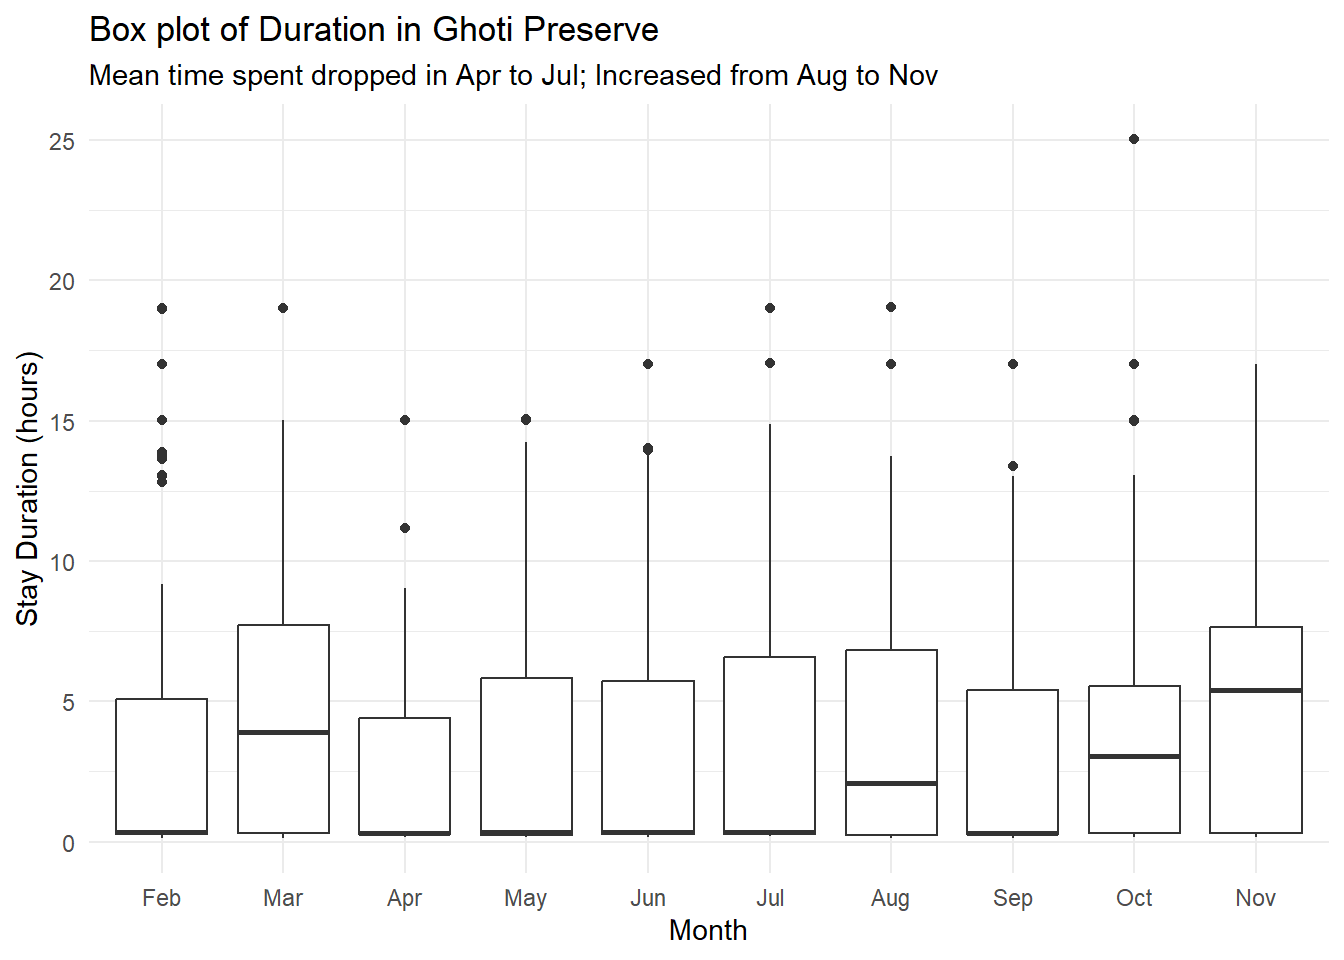 Box plot of Duration in Ghoti Preserve
Mean time spent dropped in Apr to Jul; Increased from Aug to Nov
25
20
15
10
5
0
Stay Duration (hours)
Feb Mar Apr May Jun Jul Aug Sep Oct Nov
Month